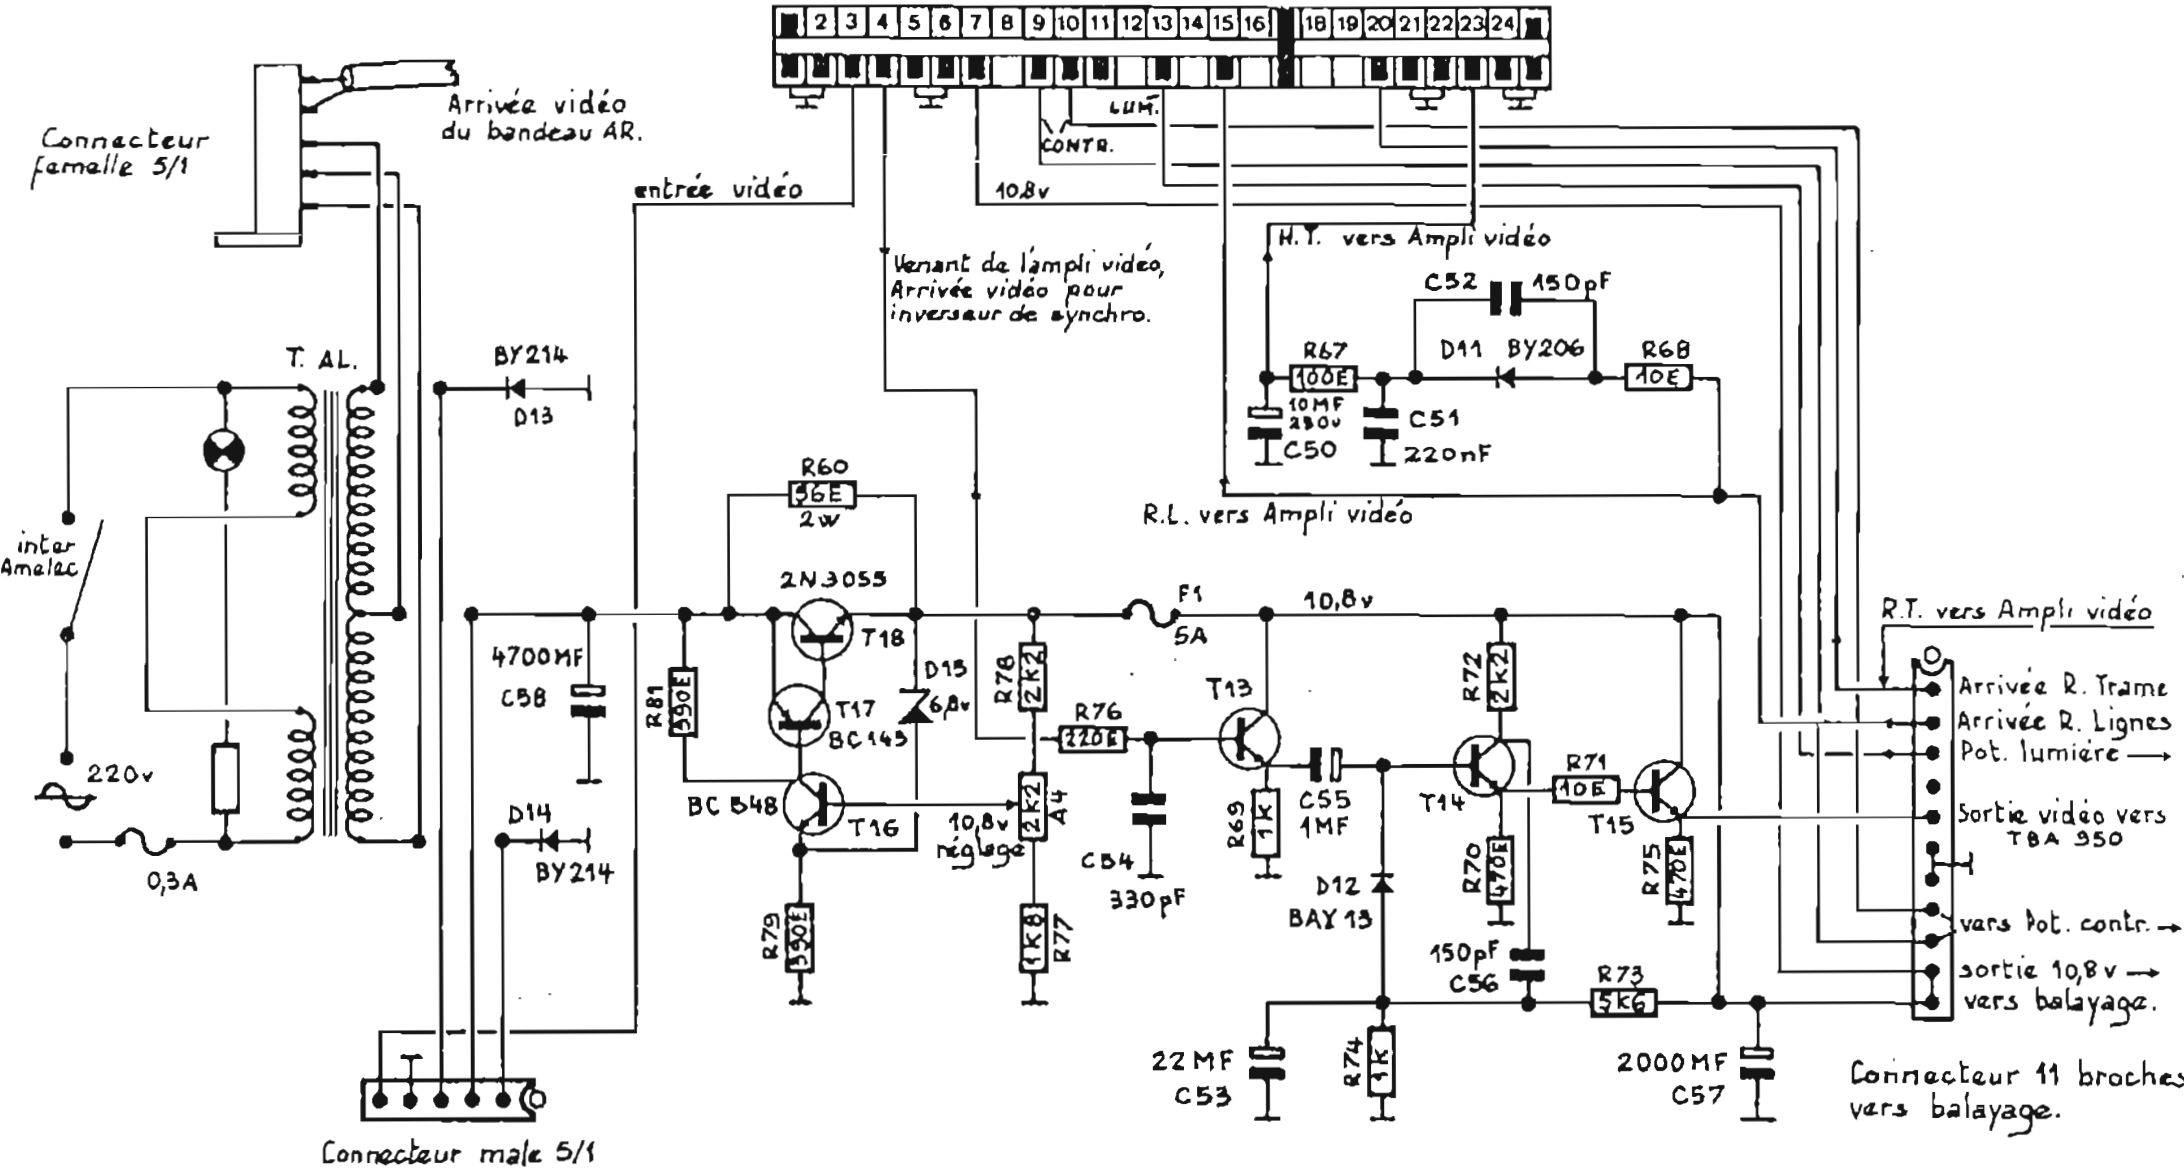 2 3 4 5 6 7 8 9 10 11 12 13 14 15 16 18 19 20 21 22 23 24
Arrivée vidéo
du bandeau AR.
Connecteur
femelle 5/1
LUM.
CONTR.
entrée vidéo
10,8v
H.T. vers Ampli vidéo
Venant de l'ampli vidéo,
Arrivée vidéo pour
inverseur de synchro.
C52 150pF
T. AL.
BY214
D13
R67
100E
D11 BY206
R68
10E
10MF
250v
C50
C51
220nF
R60
56E
2w
R.L. vers Ampli vidéo
inter
Amelec
2N3055
T18
F1
5A
10,8v
R.T. vers Ampli vidéo
4700MF
C58
R81
390E
T17
BC143
D15
6,8v
R78
2K2
R76
220E
T13
R72
2K2
Arrivée R. Trame
Arrivée R. Lignes
Pot. lumière
220v
BC 548
T16
10,8v
réglage
2K2
A4
R69
1K
C55
1MF
T14
R71
10E
T15
Sortie vidéo vers
TBA 950
D14
BY214
0,3A
C54
330pF
D12
BAY 13
R70
470E
R75
470E
R79
390E
1K8
R77
vers Pot. contr.
150pF
C56
R73
5K6
sortie 10,8v
vers balayage.
22MF
C53
R74
1K
2000MF
C57
Connecteur 11 broches
vers balayage.
Connecteur male 5/1